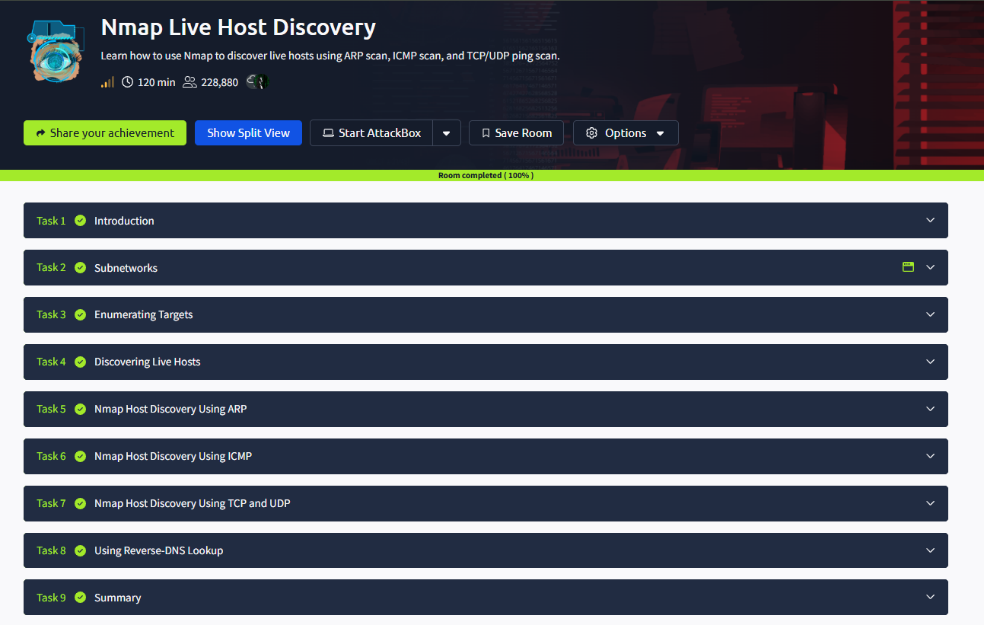 Nmap Live Host Discovery
Learn how to use Nmap to discover live hosts using ARP scan, ICMP scan, and TCP/UDP ping scan.
120 min 228,880
Share your achievement Show Split View Start AttackBox Save Room Options
Room completed ( 100% )
Task 1 Introduction
Task 2 Subnetworks
Task 3 Enumerating Targets
Task 4 Discovering Live Hosts
Task 5 Nmap Host Discovery Using ARP
Task 6 Nmap Host Discovery Using ICMP
Task 7 Nmap Host Discovery Using TCP and UDP
Task 8 Using Reverse-DNS Lookup
Task 9 Summary